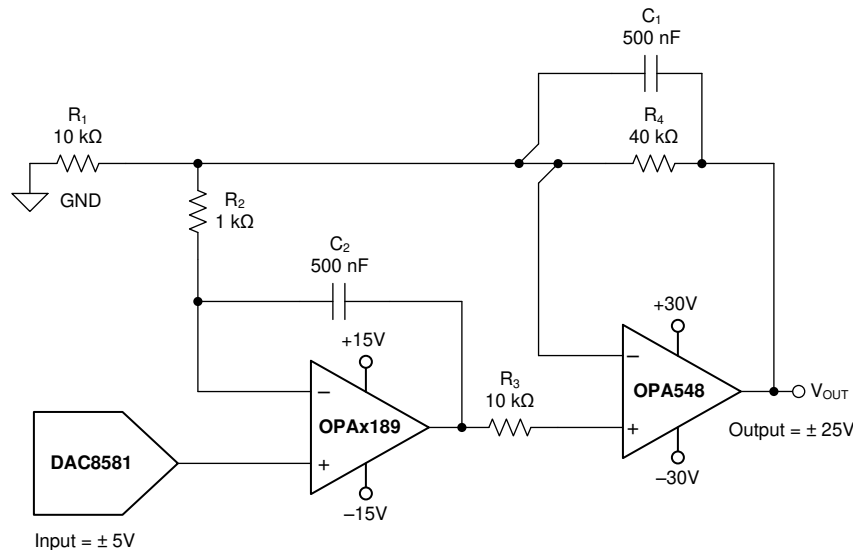 C1
500 nF
R1
10 kΩ
R4
40 kΩ
GND
R2
1 kΩ
C2
500 nF
+15V
+30V
–
OPAx189
+
–15V
R3
10 kΩ
–
OPA548
+
–30V
VOUT
Output = ± 25V
DAC8581
Input = ± 5V